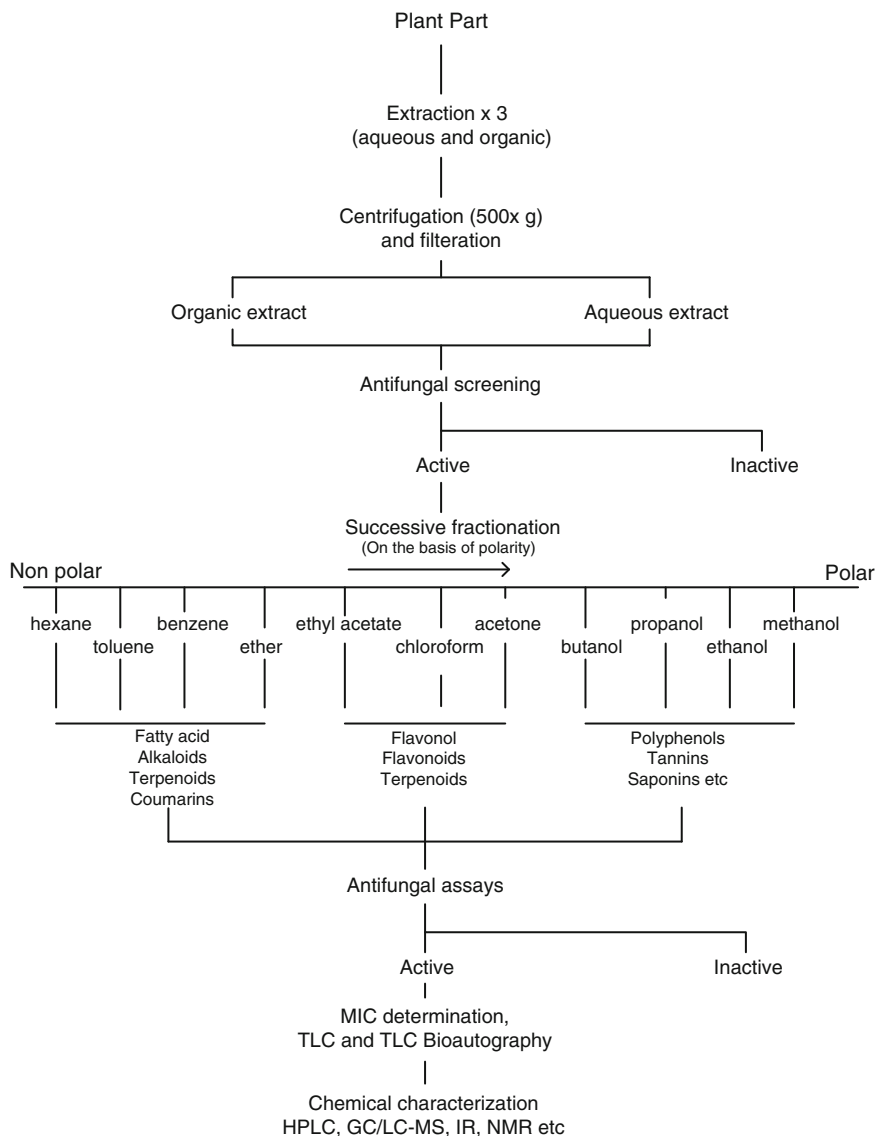 Plant Part
Extraction x 3
(aqueous and organic)
Centrifugation (500x g)
and filteration
Organic extract
Aqueous extract
Antifungal screening
Active
Inactive
Successive fractionation
(On the basis of polarity)
Non polar
Polar
hexane
toluene
benzene
ether
ethyl acetate
chloroform
acetone
butanol
propanol
ethanol
methanol
Fatty acid
Alkaloids
Terpenoids
Coumarins
Flavonol
Flavonoids
Terpenoids
Polyphenols
Tannins
Saponins etc
Antifungal assays
Active
Inactive
MIC determination,
TLC and TLC Bioautography
Chemical characterization
HPLC, GC/LC-MS, IR, NMR etc